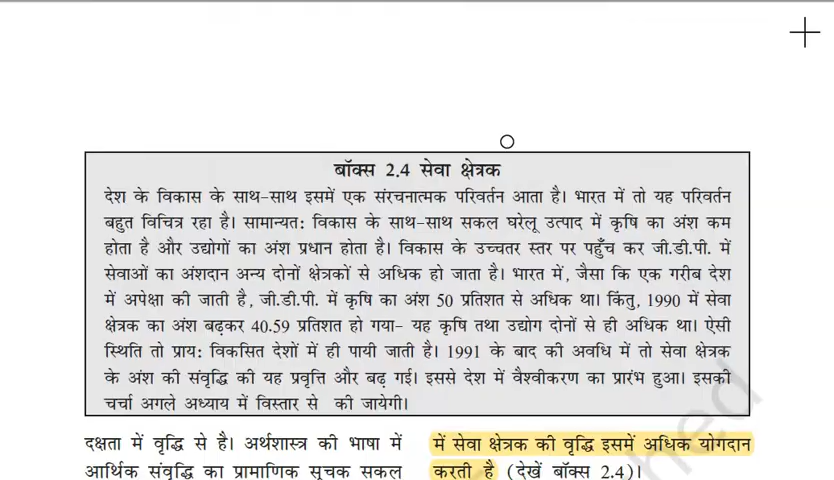 बॉक्स 2.4 सेवा क्षेत्रक
देश के विकास के साथ-साथ इसमें एक संरचनात्मक परिवर्तन आता है। भारत में तो यह परिवर्तन
बहुत विचित्र रहा है। सामान्यत: विकास के साथ-साथ सकल घरेलू उत्पाद में कृषि का अंश कम
होता है और उद्योगों का अंश प्रधान होता है। विकास के उच्चतर स्तर पर पहुँच कर जी.डी.पी. में
सेवाओं का अंशदान अन्य दोनों क्षेत्रकों से अधिक हो जाता है। भारत में, जैसा कि एक गरीब देश
में अपेक्षा की जाती है, जी.डी.पी. में कृषि का अंश 50 प्रतिशत से अधिक था। किंतु, 1990 में सेवा
क्षेत्रक का अंश बढ़कर 40.59 प्रतिशत हो गया- यह कृषि तथा उद्योग दोनों से ही अधिक था। ऐसी
स्थिति तो प्राय: विकसित देशों में ही पायी जाती है। 1991 के बाद की अवधि में तो सेवा क्षेत्रक
के अंश की संवृद्धि की यह प्रवृत्ति और बढ़ गई। इससे देश में वैश्वीकरण का प्रारंभ हुआ। इसकी
चर्चा अगले अध्याय में विस्तार से की जायेगी।
दक्षता में वृद्धि से है। अर्थशास्त्र की भाषा में
आर्थिक संवृद्धि का प्रामाणिक सूचक सकल
में सेवा क्षेत्रक की वृद्धि इसमें अधिक योगदान
करती है (देखें बॉक्स 2.4)।